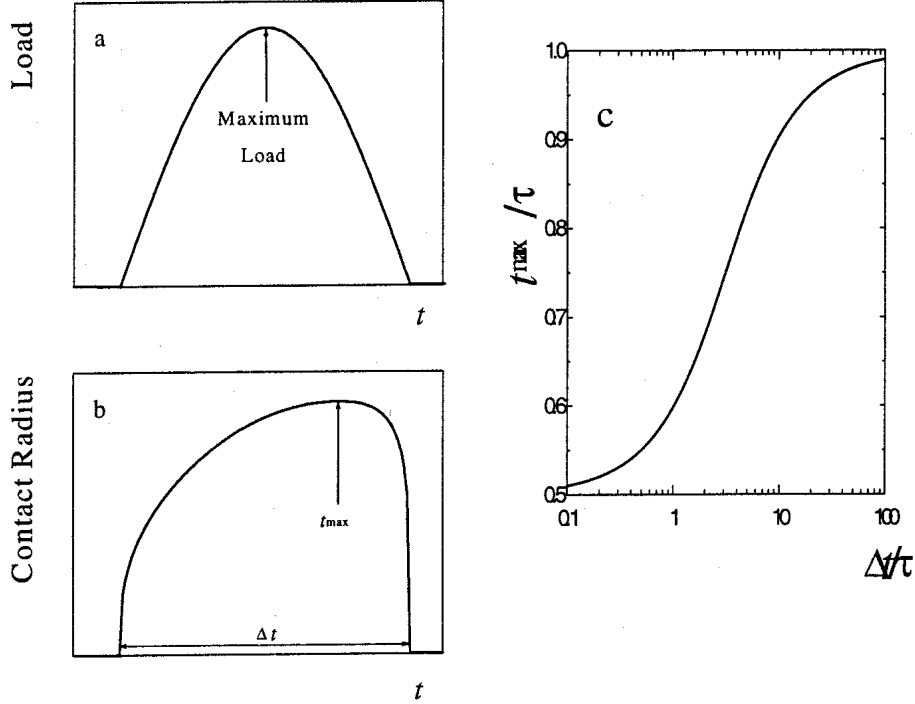 Load
a
Maximum
Load
t
Contact Radius
b
tmax
Δt
t
c
tmax /τ
1.0
0.9
0.8
0.7
0.6
0.5
0.1
1
10
100
Δt/τ